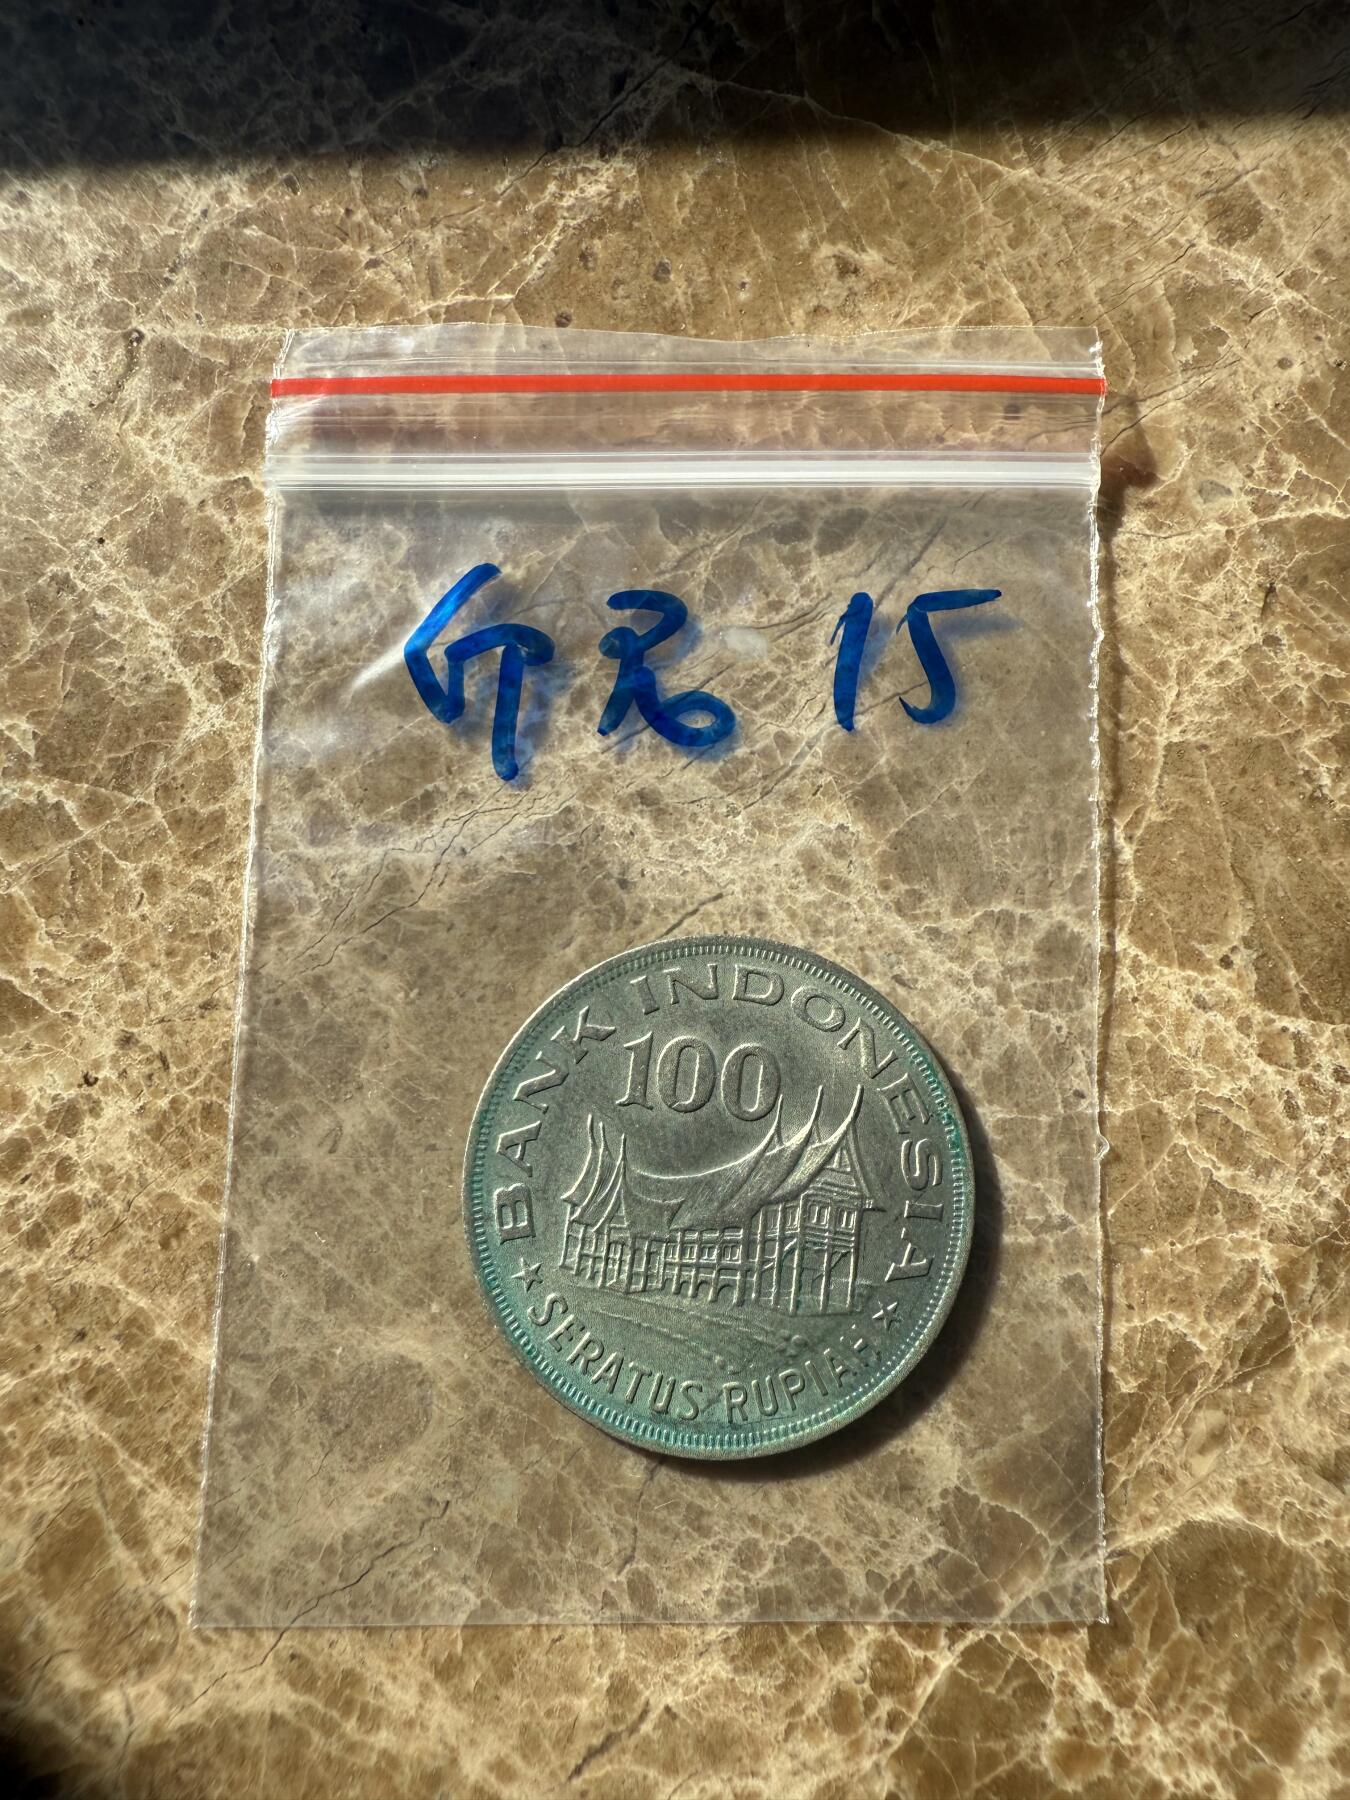 印尼 15
BANK INDONESIA
100
SERATUS RUPIAH